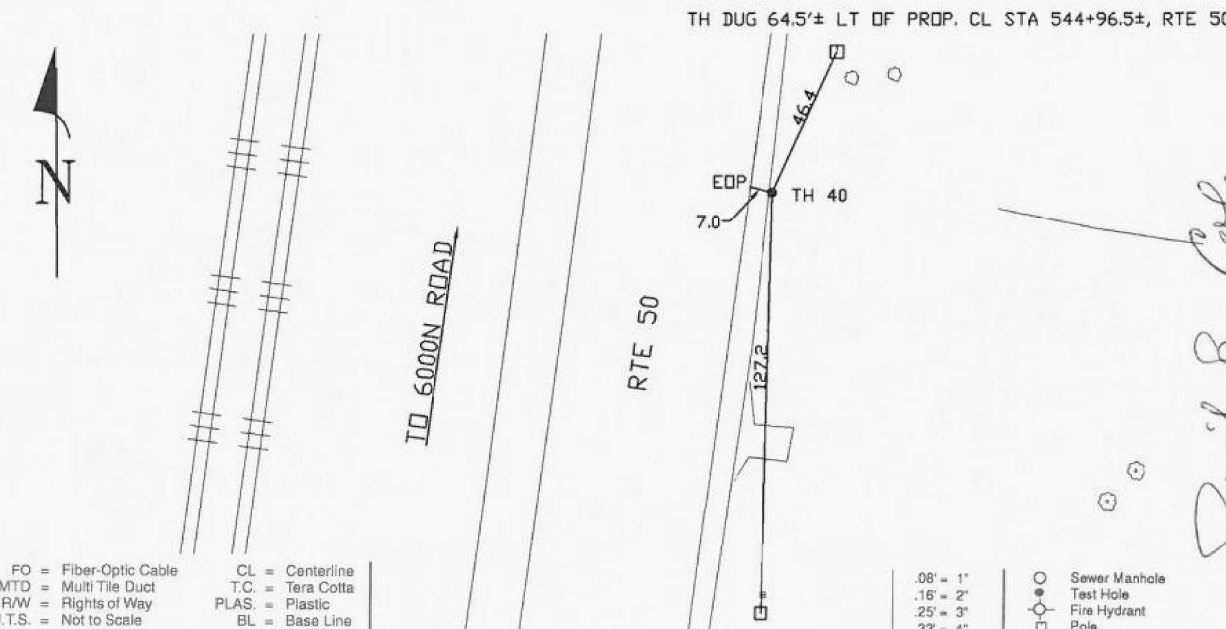 TH DUG 64.5'± LT OF PROP. CL STA 544+96.5±, RTE 50
46.4
N
EOP
TH 40
7.0
TO 6000N ROAD
RTE 50
127.2
FO = Fiber-Optic Cable
MTD = Multi Tile Duct
R/W = Rights of Way
.T.S. = Not to Scale
CL = Centerline
T.C. = Tera Cotta
PLAS. = Plastic
BL = Base Line
.08' = 1"
.16' = 2"
.25' = 3"
.33' = 4"
Sewer Manhole
Test Hole
Fire Hydrant
Pole